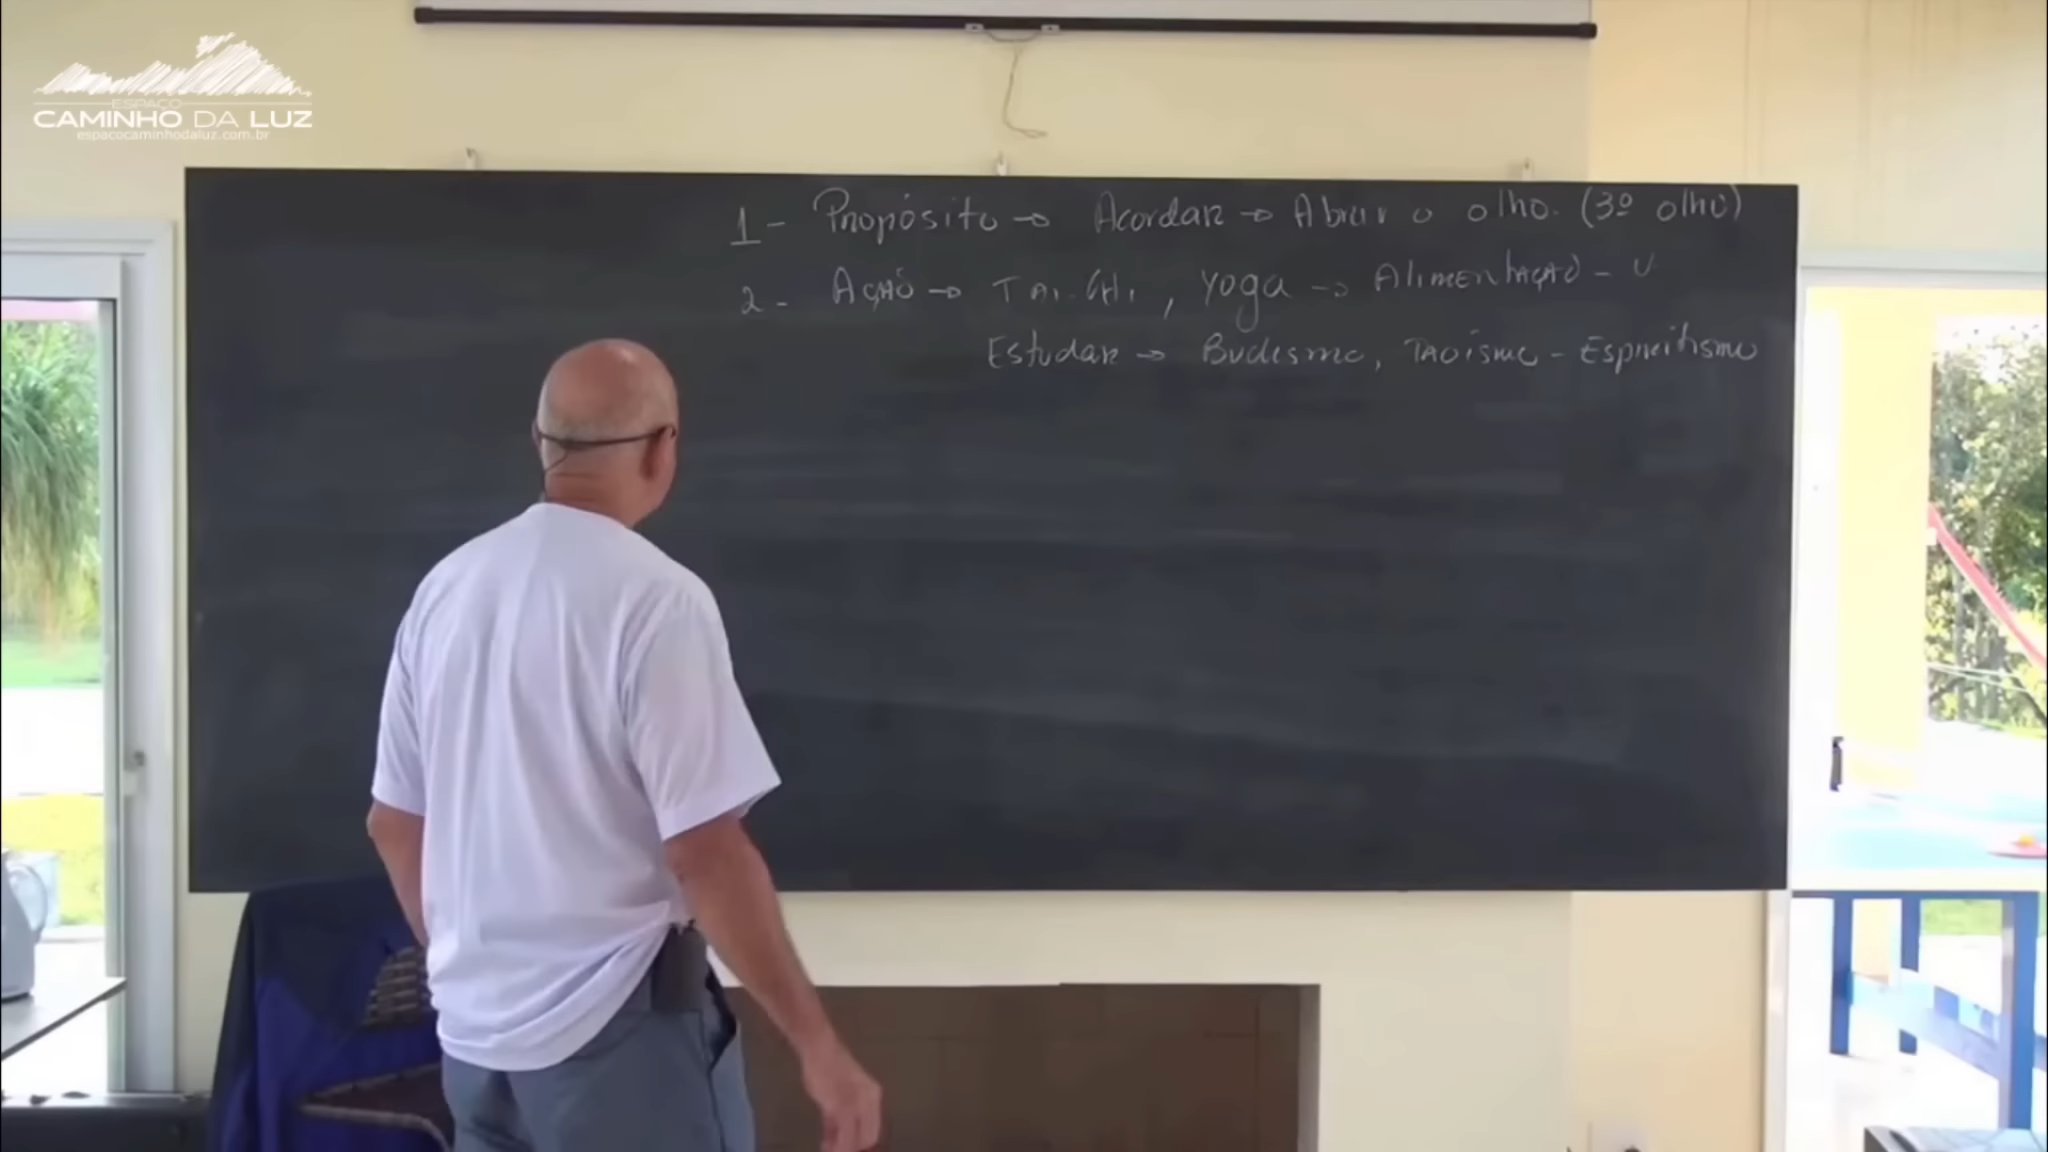 ESPAÇO
CAMINHO DA LUZ
espacocaminhodaluz.com.br
1 - Propósito → Acordar → Abrir o olho. (3º olho)
2 - Ação → TAi-CHi, Yoga → Alimentação - V
Estudar → Budismo, TAOismo - Espiritismo